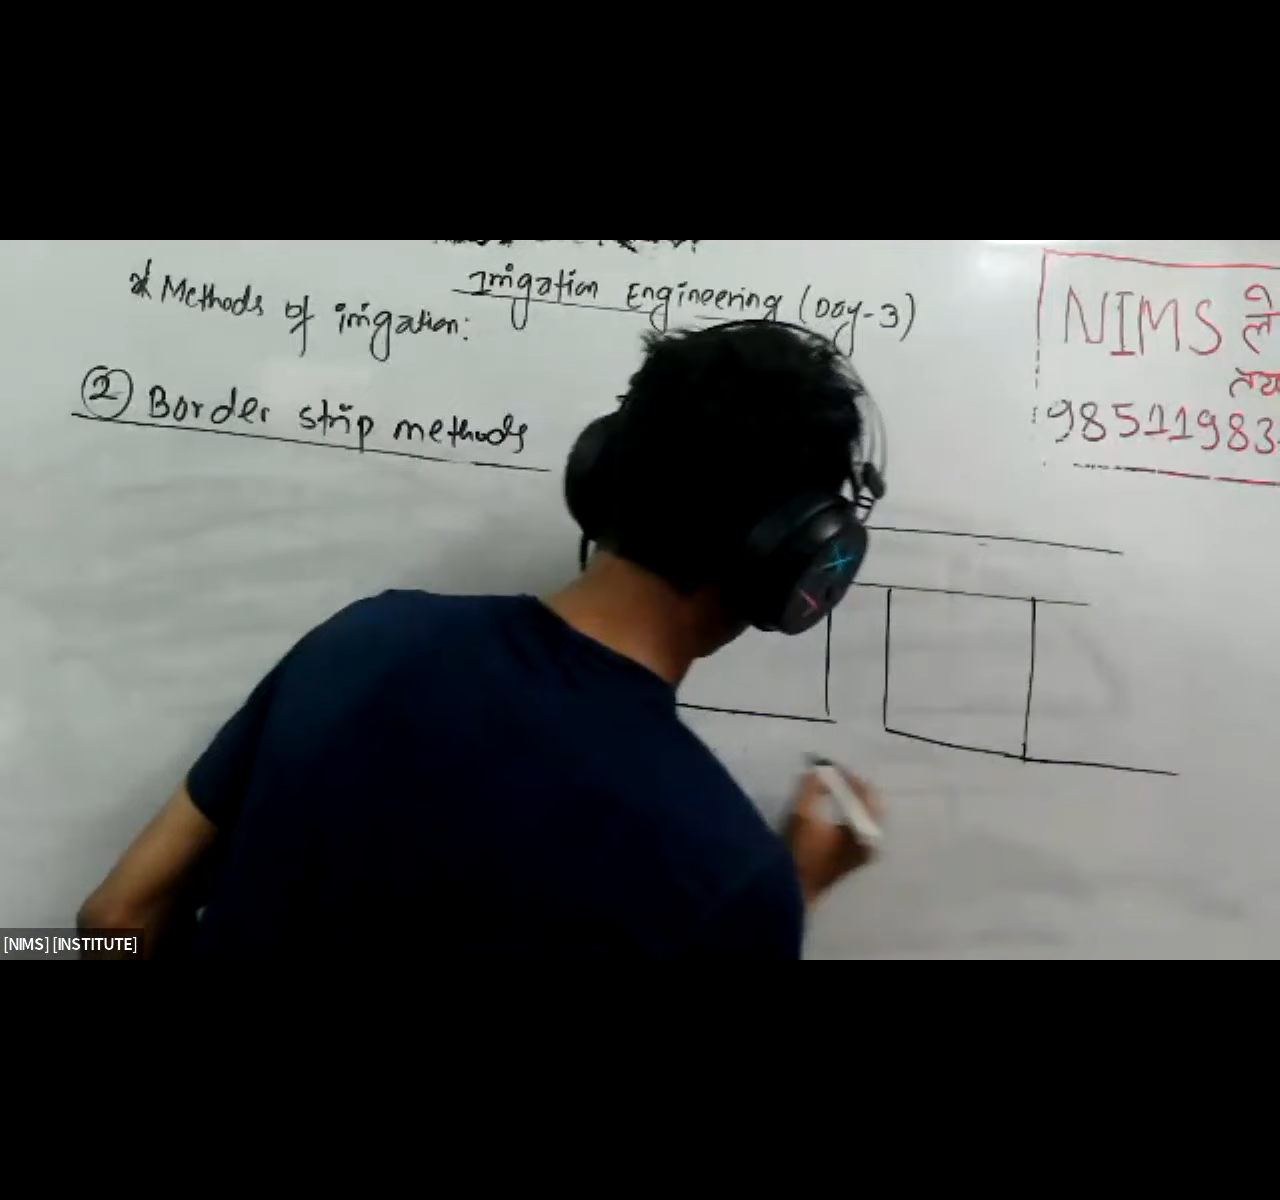 Irrigation Engineering (Day-3)
* Methods of irrigation:
② Border strip methods
NIMS ले
98511983
[NIMS] [INSTITUTE]